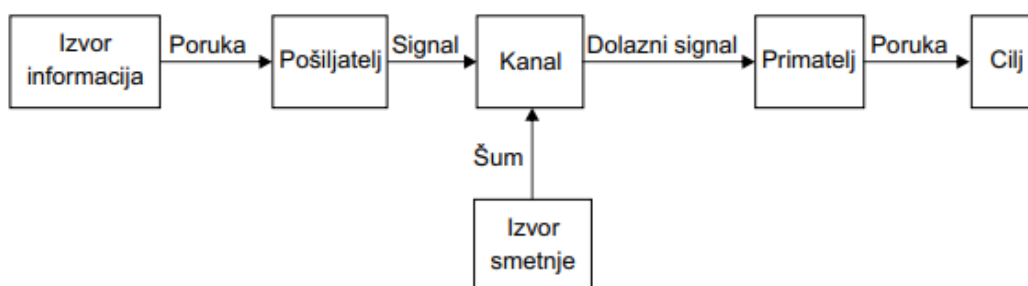 Izvor
informacija
Poruka
Pošiljatelj
Signal
Kanal
Dolazni signal
Primatelj
Poruka
Cilj
Šum
Izvor
smetnje